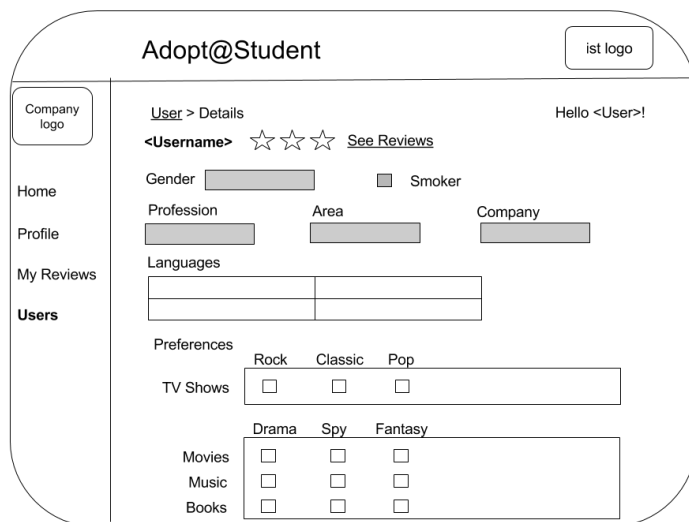 Adopt@Student
ist logo
Company
logo
User > Details
Hello <User>!
<Username>
See Reviews
Home
Profile
My Reviews
Users
Gender
Smoker
Profession Area Company
Languages
Preferences
Rock Classic Pop
TV Shows
Drama Spy Fantasy
Movies
Music
Books